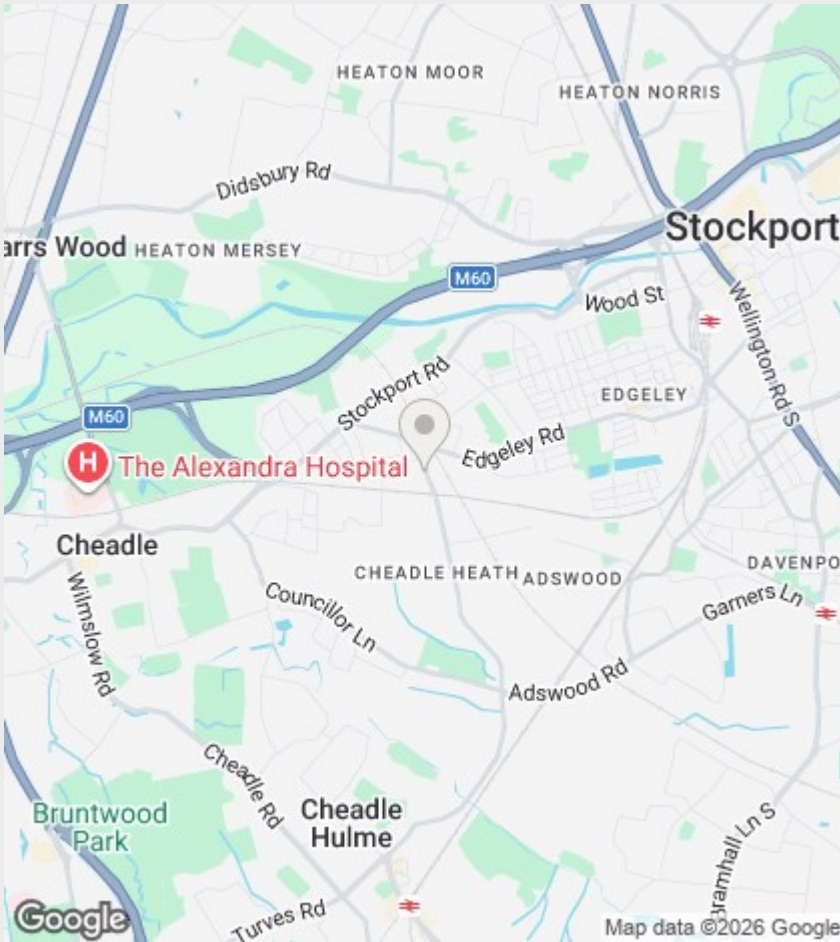 HEATON MOOR
HEATON NORRIS
Didsbury Rd
Stockport
arrs Wood
HEATON MERSEY
M60
Wood St
Wellington Rd S
Stockport Rd
EDGELEY
M60
Edgeley Rd
H
The Alexandra Hospital
Cheadle
CHEADLE HEATH
ADSWOOD
DAVENPO
Wilmslow Rd
Councillor Ln
Garners Ln
Adswood Rd
Cheadle Rd
Bruntwood
Park
Cheadle
Hulme
Bramhall Ln S
Turves Rd
Google
Map data ©2026 Google